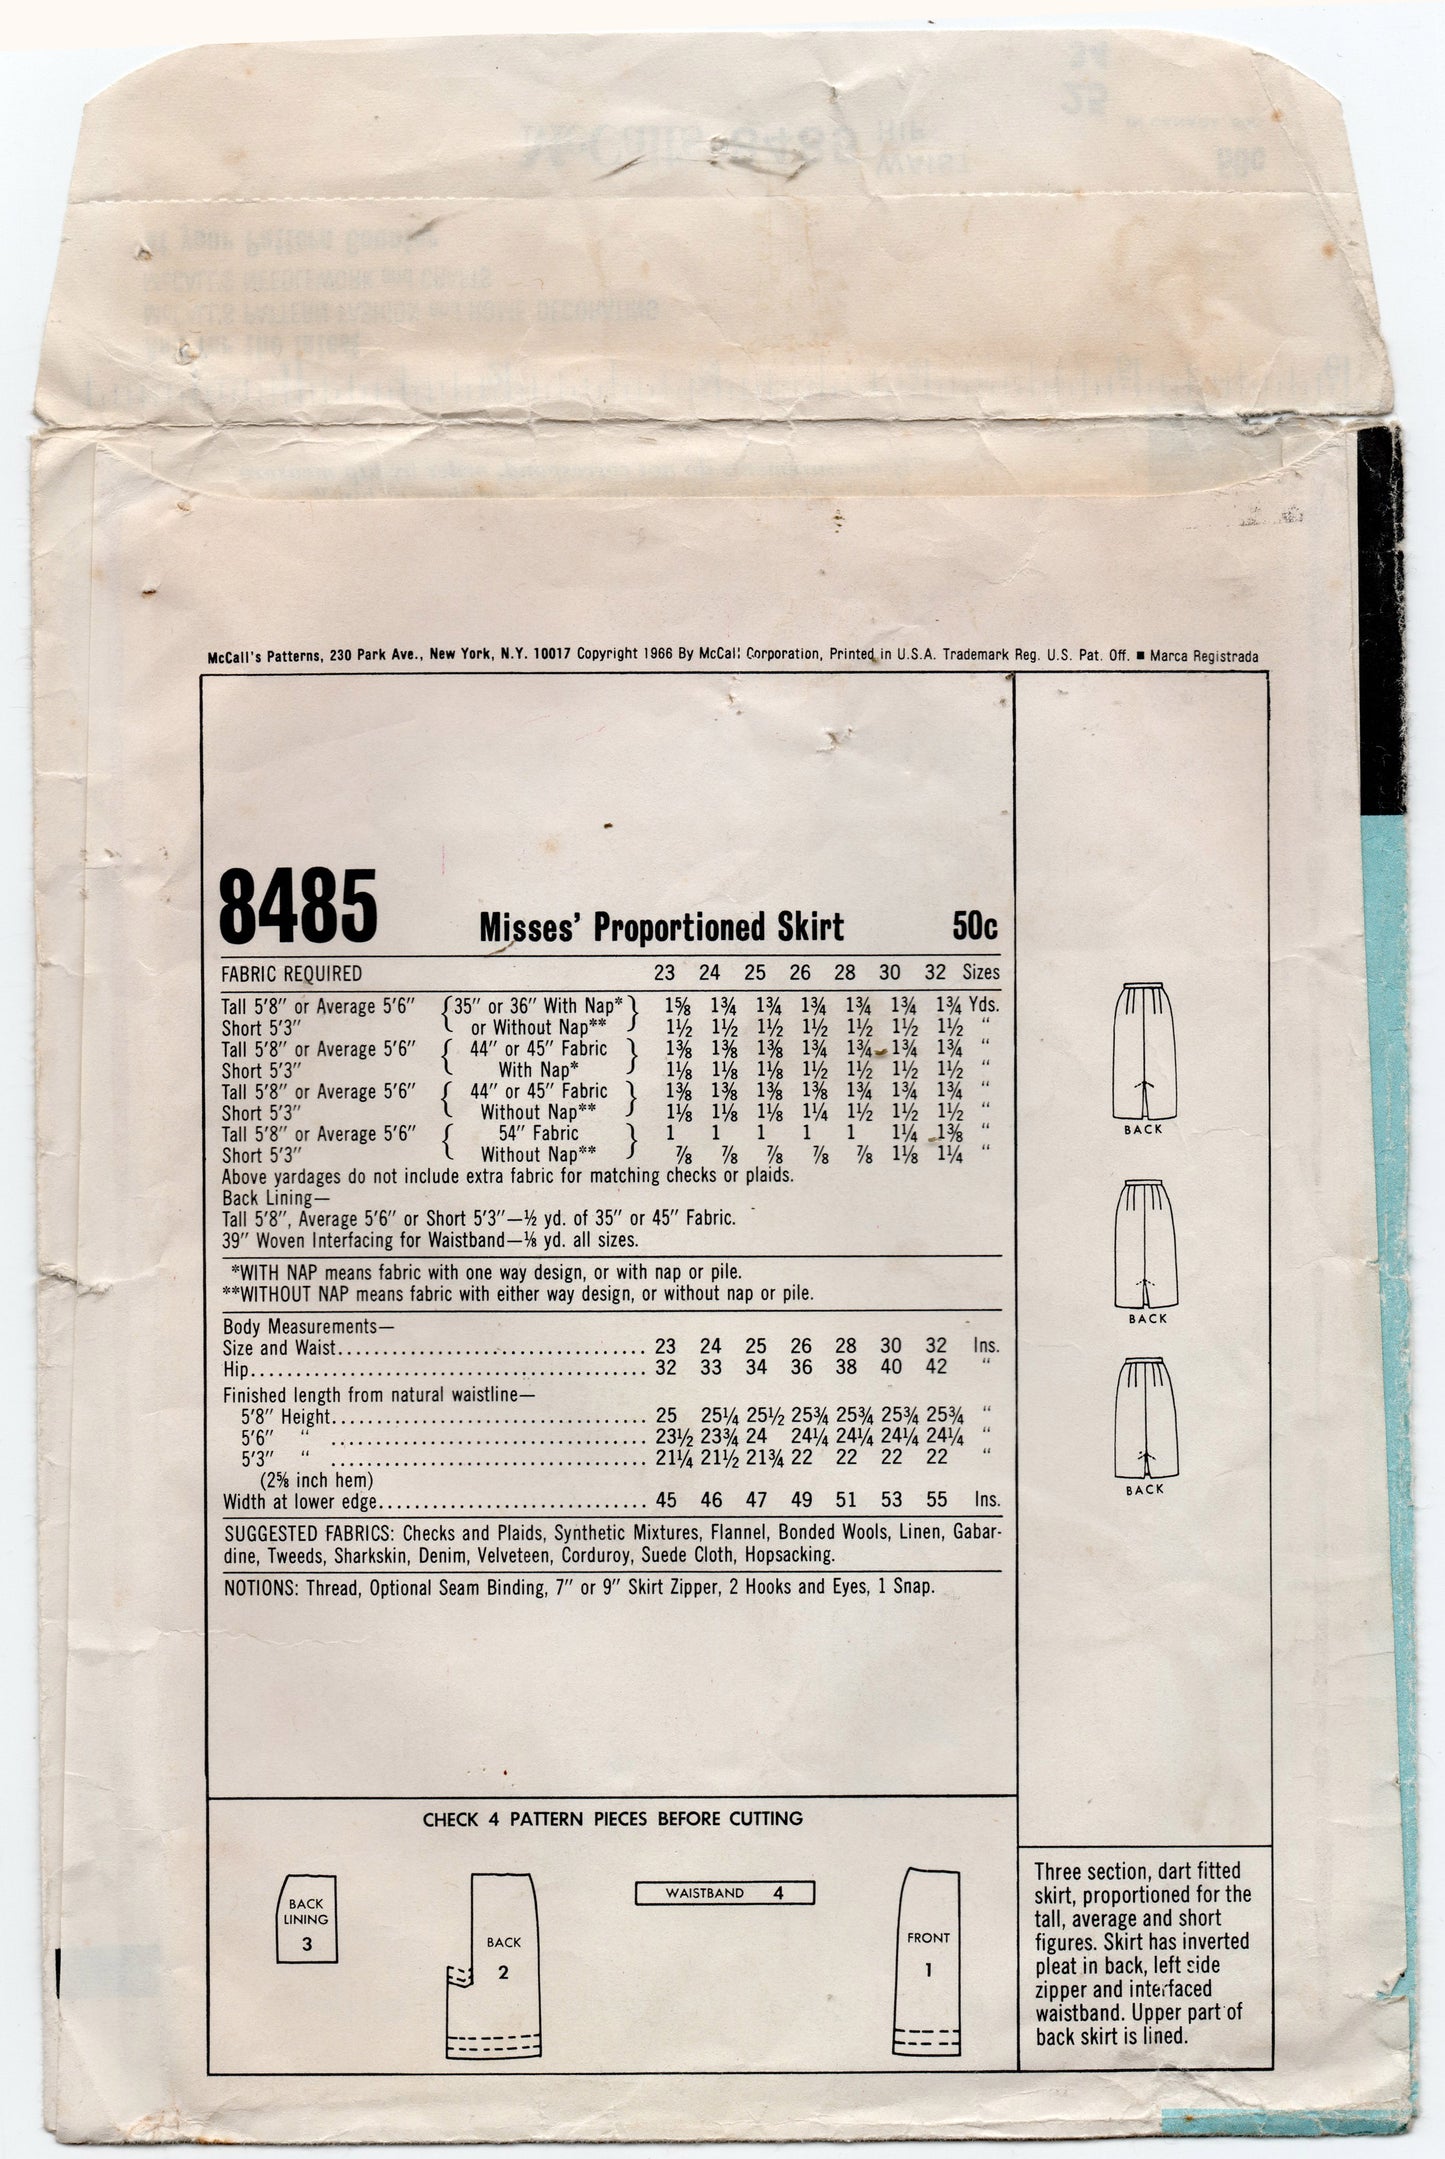 McCall's 8485 HIP
WAIST
25
34
50c
at your Pattern Counter
McCALL'S NEEDLEWORK and CRAFTS
McCALL'S PATTERN FASHION and HOME DECORATING
McCall's Patterns, 230 Park Ave., New York, N.Y. 10017 Copyright 1966 By McCall Corporation, Printed in U.S.A. Trademark Reg. U.S. Pat. Off. ■ Marca Registrada
8485 Misses' Proportioned Skirt 50c
FABRIC REQUIRED 23 24 25 26 28 30 32 Sizes
Tall 5'8" or Average 5'6" {35" or 36" With Nap*} 1⅝ 1¾ 1¾ 1¾ 1¾ 1¾ 1¾ Yds.
Short 5'3" or Without Nap** 1½ 1½ 1½ 1½ 1½ 1½ 1½ "
Tall 5'8" or Average 5'6" { 44" or 45" Fabric } 1⅜ 1⅜ 1⅜ 1¾ 1¾ 1¾ 1¾ "
Short 5'3" With Nap* 1⅛ 1⅛ 1⅛ 1½ 1½ 1½ 1½ "
Tall 5'8" or Average 5'6" { 44" or 45" Fabric } 1⅜ 1⅜ 1⅜ 1⅜ 1¾ 1¾ 1¾ "
Short 5'3" Without Nap** 1⅛ 1⅛ 1⅛ 1¼ 1½ 1½ 1½ "
Tall 5'8" or Average 5'6" { 54" Fabric } 1 1 1 1 1 1¼ 1⅜ "
Short 5'3" Without Nap** ⅞ ⅞ ⅞ ⅞ ⅞ 1⅛ 1¼ "
Above yardages do not include extra fabric for matching checks or plaids.
Back Lining—
Tall 5'8", Average 5'6" or Short 5'3"—½ yd. of 35" or 45" Fabric.
39" Woven Interfacing for Waistband—⅛ yd. all sizes.
*WITH NAP means fabric with one way design, or with nap or pile.
**WITHOUT NAP means fabric with either way design, or without nap or pile.
Body Measurements—
Size and Waist.................................. 23 24 25 26 28 30 32 Ins.
Hip............................................ 32 33 34 36 38 40 42 "
Finished length from natural waistline—
5'8" Height.................................. 25 25¼ 25½ 25¾ 25¾ 25¾ 25¾ "
5'6" " .................................. 23½ 23¾ 24 24¼ 24¼ 24¼ 24¼ "
5'3" " .................................. 21¼ 21½ 21¾ 22 22 22 22 "
(2⅝ inch hem)
Width at lower edge............................. 45 46 47 49 51 53 55 Ins.
SUGGESTED FABRICS: Checks and Plaids, Synthetic Mixtures, Flannel, Bonded Wools, Linen, Gabar-
dine, Tweeds, Sharkskin, Denim, Velveteen, Corduroy, Suede Cloth, Hopsacking.
NOTIONS: Thread, Optional Seam Binding, 7" or 9" Skirt Zipper, 2 Hooks and Eyes, 1 Snap.
BACK
BACK
BACK
CHECK 4 PATTERN PIECES BEFORE CUTTING
BACK
LINING
3
BACK
2
WAISTBAND 4
FRONT
1
Three section, dart fitted
skirt, proportioned for the
tall, average and short
figures. Skirt has inverted
pleat in back, left side
zipper and interfaced
waistband. Upper part of
back skirt is lined.